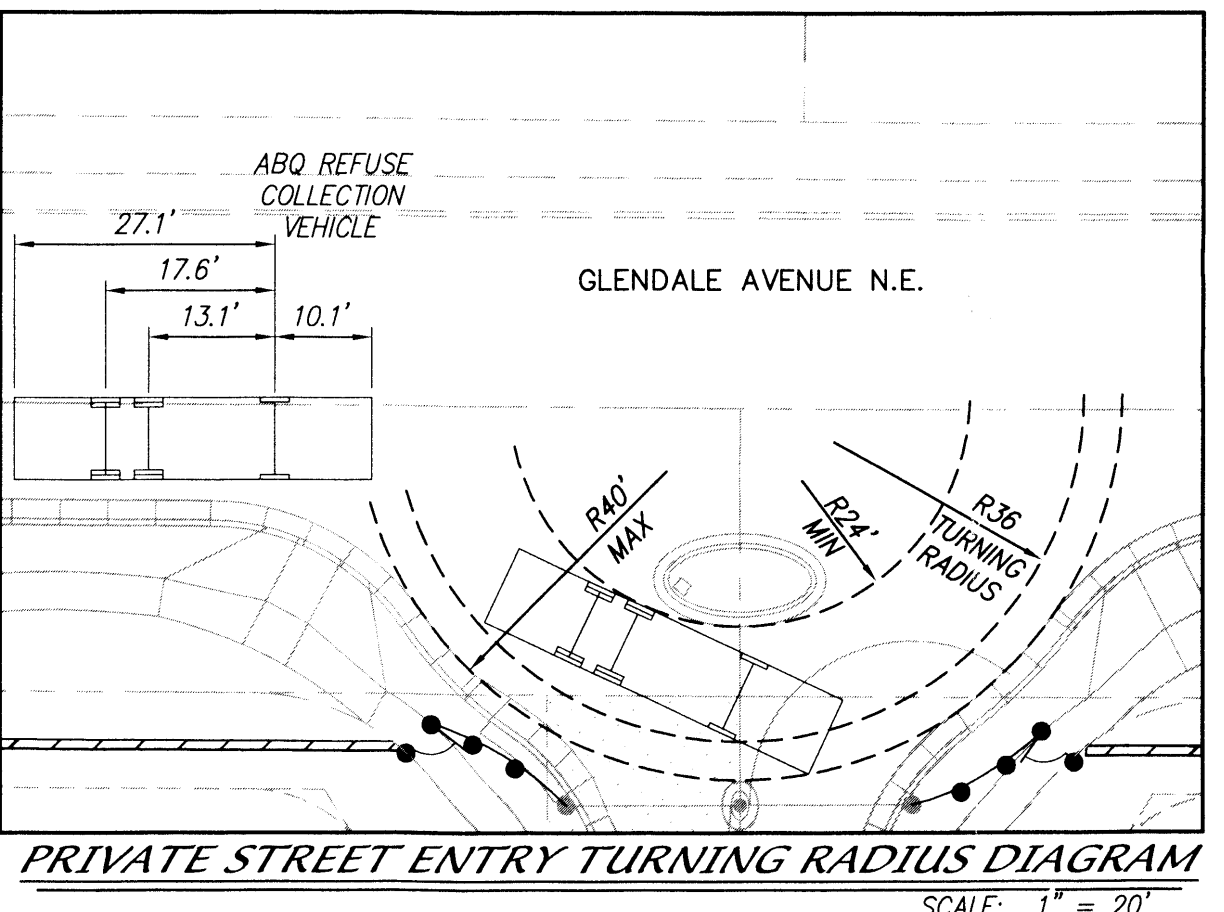 ABQ REFUSE
COLLECTION
VEHICLE
27.1'
17.6'
13.1'
10.1'
GLENDALE AVENUE N.E.
R40'
MAX
R24'
MIN
R36
TURNING
RADIUS
PRIVATE STREET ENTRY TURNING RADIUS DIAGRAM
SCALE: 1" = 20'